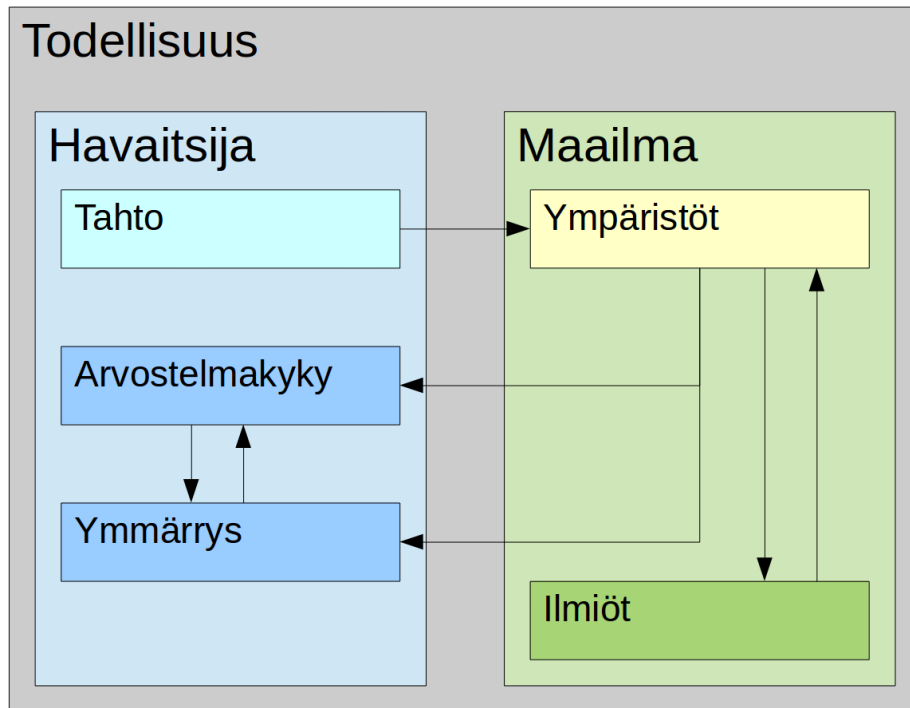 Todellisuus
Havaitsija
Maailma
Tahto
Ympäristöt
Arvostelmakyky
Ymmärrys
Ilmiöt